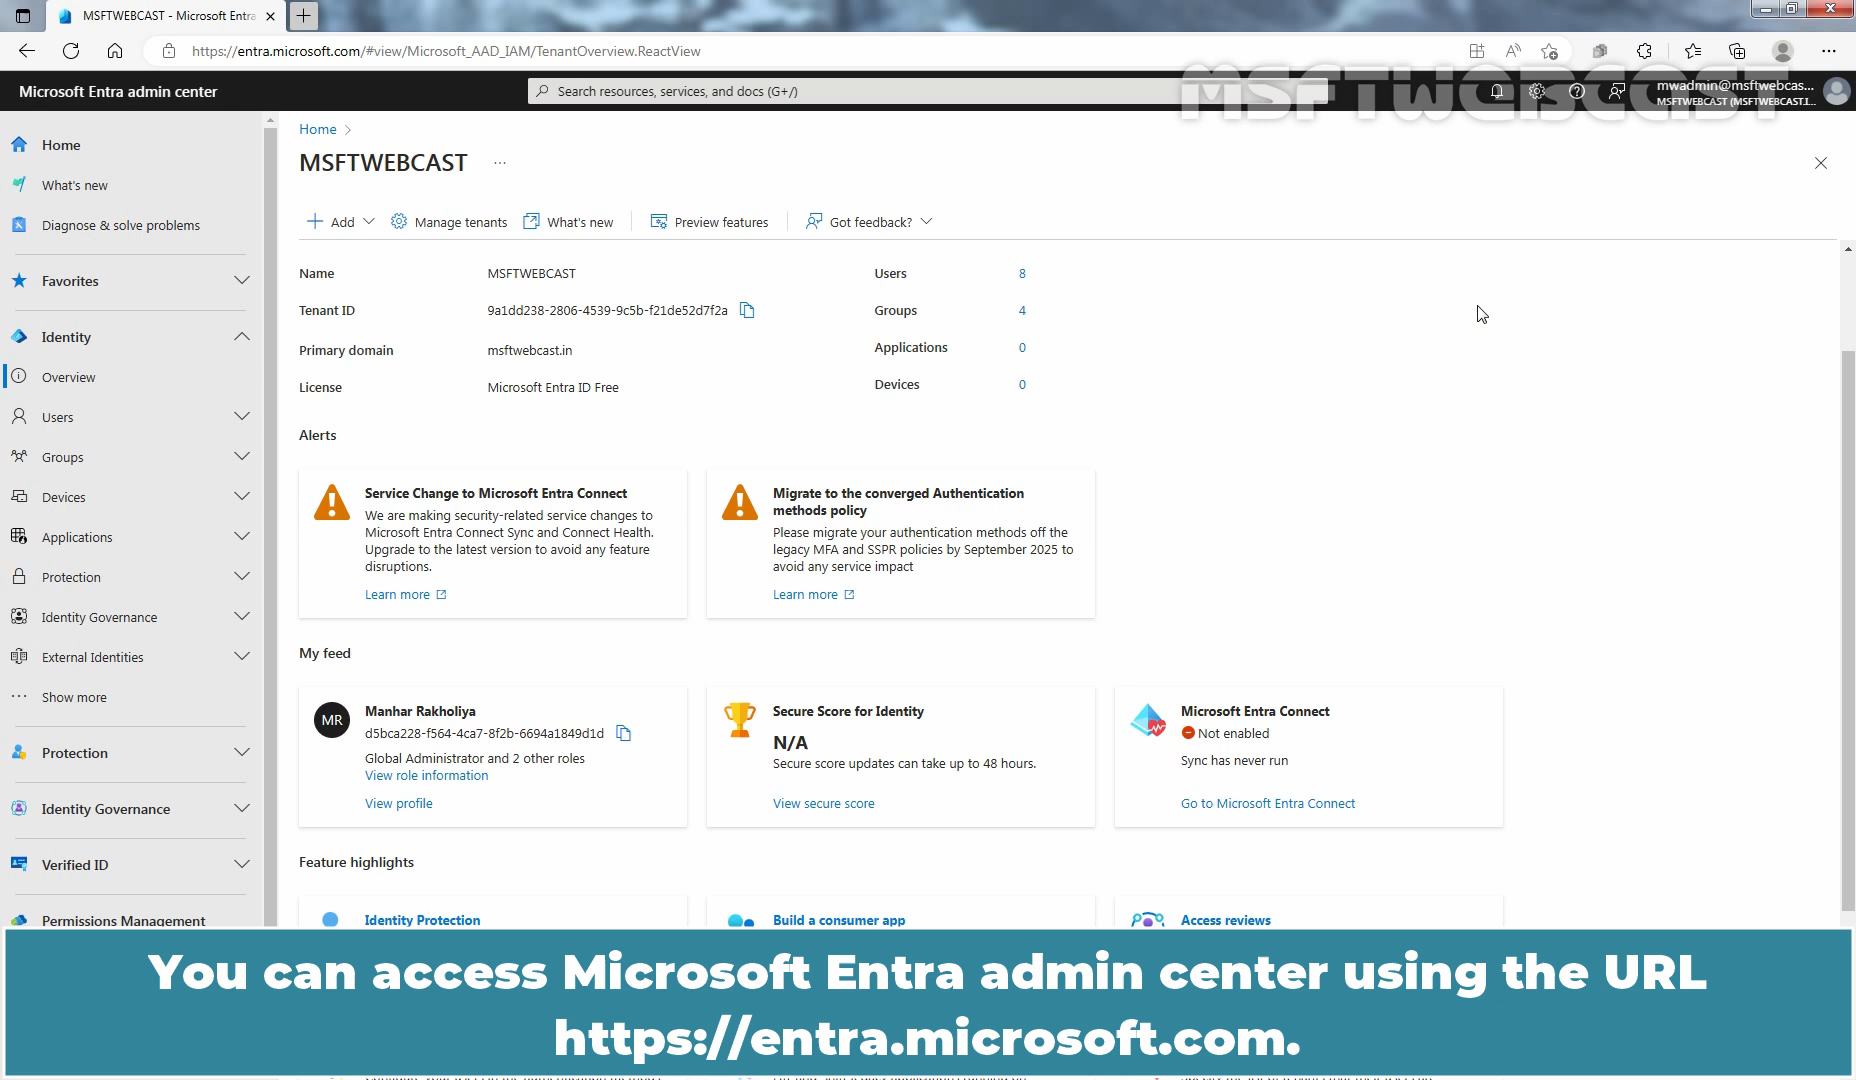 MSFTWEBCAST - Microsoft Entra
https://entra.microsoft.com/#view/Microsoft_AAD_IAM/TenantOverview.ReactView
MSFTWEBCAST
Microsoft Entra admin center
Search resources, services, and docs (G+/)
mwadmin@msftwebcas...
MSFTWEBCAST (MSFTWEBCAST.I...
Home
What's new
Diagnose & solve problems
Favorites
Identity
Overview
Users
Groups
Devices
Applications
Protection
Identity Governance
External Identities
Show more
Protection
Identity Governance
Verified ID
Permissions Management
Home >
MSFTWEBCAST ...
Add
Manage tenants
What's new
Preview features
Got feedback?
Name MSFTWEBCAST
Users 8
Tenant ID 9a1dd238-2806-4539-9c5b-f21de52d7f2a
Groups 4
Primary domain msftwebcast.in
Applications 0
License Microsoft Entra ID Free
Devices 0
Alerts
Service Change to Microsoft Entra Connect
We are making security-related service changes to
Microsoft Entra Connect Sync and Connect Health.
Upgrade to the latest version to avoid any feature
disruptions.
Learn more
Migrate to the converged Authentication
methods policy
Please migrate your authentication methods off the
legacy MFA and SSPR policies by September 2025 to
avoid any service impact
Learn more
My feed
MR
Manhar Rakholiya
d5bca228-f564-4ca7-8f2b-6694a1849d1d
Global Administrator and 2 other roles
View role information
View profile
Secure Score for Identity
N/A
Secure score updates can take up to 48 hours.
View secure score
Microsoft Entra Connect
Not enabled
Sync has never run
Go to Microsoft Entra Connect
Feature highlights
Identity Protection
Build a consumer app
Access reviews
You can access Microsoft Entra admin center using the URL
https://entra.microsoft.com.